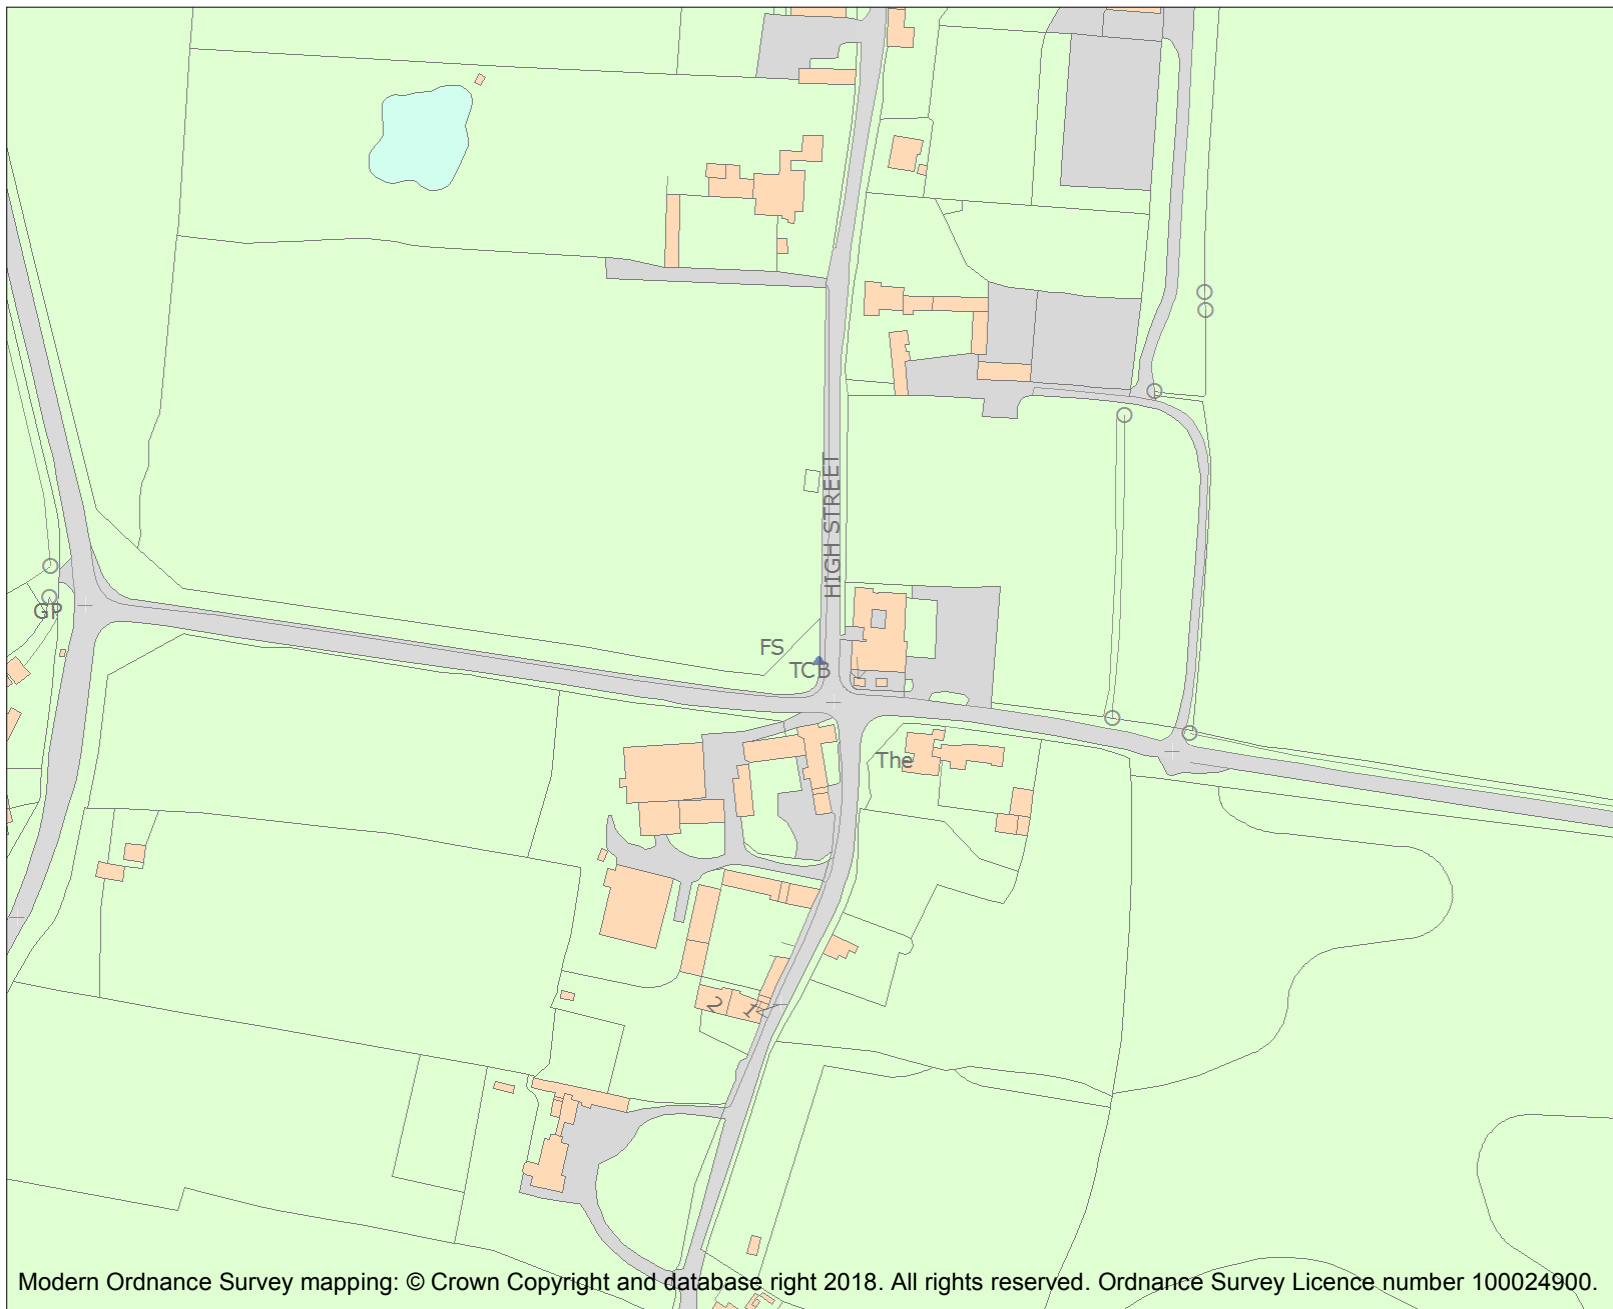 HIGH STREET
GP
FS
TCB
The
2
1
Modern Ordnance Survey mapping: © Crown Copyright and database right 2018. All rights reserved. Ordnance Survey Licence number 100024900.